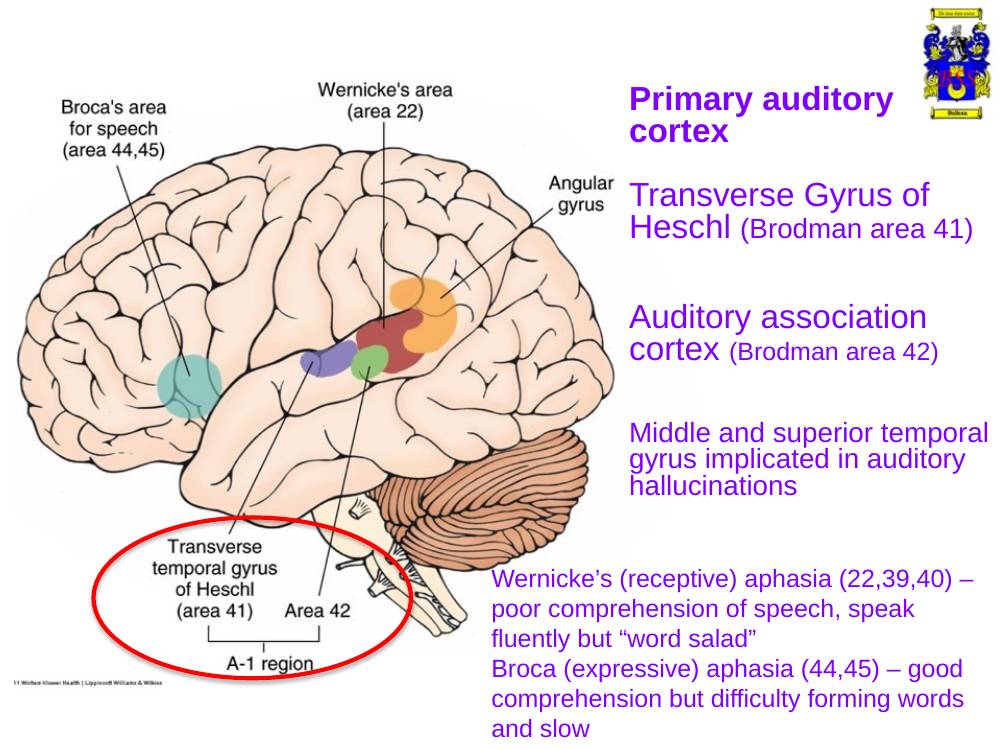 Wernicke's area
(area 22)
Broca's area
for speech
(area 44,45)
Angular
gyrus
Primary auditory
cortex
Transverse Gyrus of
Heschl (Brodman area 41)
Auditory association
cortex (Brodman area 42)
Middle and superior temporal
gyrus implicated in auditory
hallucinations
Transverse
temporal gyrus
of Heschl
(area 41)
Area 42
A-1 region
Wernicke’s (receptive) aphasia (22,39,40) –
poor comprehension of speech, speak
fluently but “word salad”
Broca (expressive) aphasia (44,45) – good
comprehension but difficulty forming words
and slow
11 Wolters Kluwer Health | Lippincott Williams & Wilkins